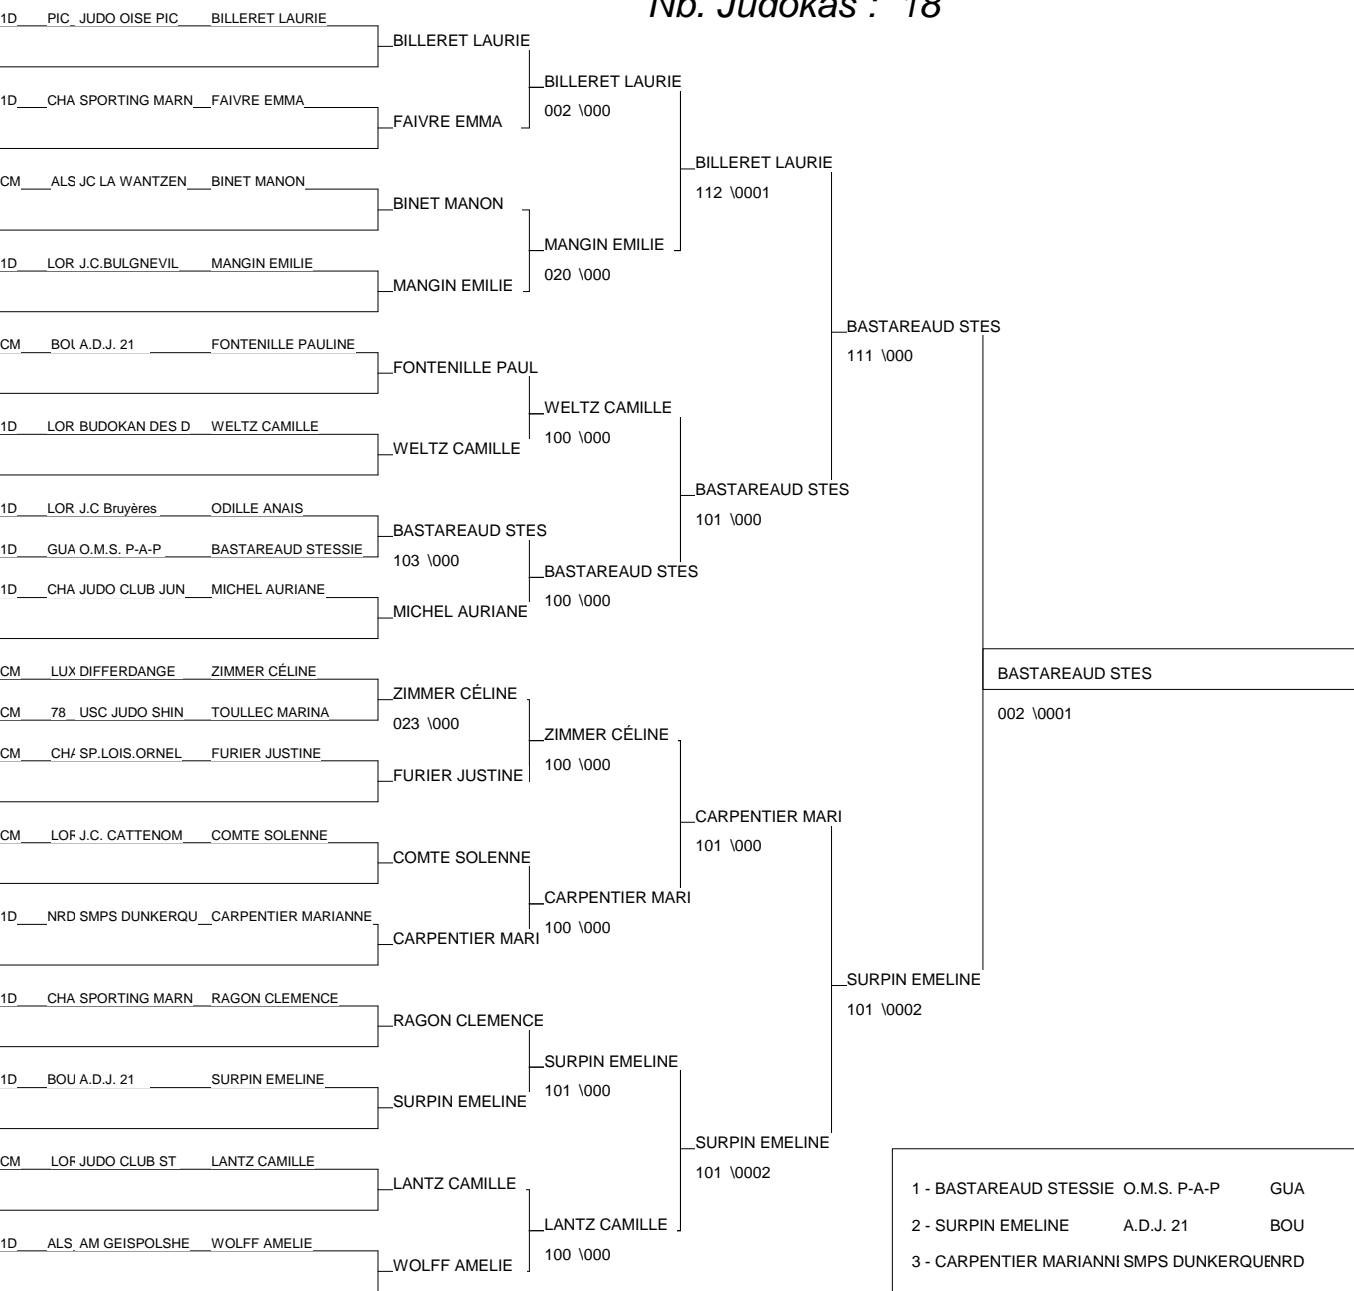 Nb. Judokas : 18
1D PIC JUDO OISE PIC BILLERET LAURIE
BILLERET LAURIE
BILLERET LAURIE
002 \000
1D CHA SPORTING MARN FAIVRE EMMA
FAIVRE EMMA
BILLERET LAURIE
112 \0001
CM ALS JC LA WANTZEN BINET MANON
BINET MANON
MANGIN EMILIE
020 \000
1D LOR J.C.BULGNEVIL MANGIN EMILIE
MANGIN EMILIE
BASTAREAUD STES
111 \000
CM BOU A.D.J. 21 FONTENILLE PAULINE
FONTENILLE PAUL
WELTZ CAMILLE
100 \000
1D LOR BUDOKAN DES D WELTZ CAMILLE
WELTZ CAMILLE
BASTAREAUD STES
101 \000
1D LOR J.C Bruyères ODILLE ANAIS
BASTAREAUD STES
103 \000
1D GUA O.M.S. P-A-P BASTAREAUD STESSIE
BASTAREAUD STES
100 \000
1D CHA JUDO CLUB JUN MICHEL AURIANE
MICHEL AURIANE
BASTAREAUD STES
002 \0001
CM LUX DIFFERDANGE ZIMMER CÉLINE
ZIMMER CÉLINE
023 \000
CM 78 USC JUDO SHIN TOULLEC MARINA
ZIMMER CÉLINE
100 \000
CM CHA SP.LOIS.ORNEL FURIER JUSTINE
FURIER JUSTINE
CARPENTIER MARI
101 \000
CM LOR J.C. CATTENOM COMTE SOLENNE
COMTE SOLENNE
CARPENTIER MARI
100 \000
1D NRD SMPS DUNKERQU CARPENTIER MARIANNE
CARPENTIER MARI
SURPIN EMELINE
101 \0002
1D CHA SPORTING MARN RAGON CLEMENCE
RAGON CLEMENCE
SURPIN EMELINE
101 \000
1D BOU A.D.J. 21 SURPIN EMELINE
SURPIN EMELINE
SURPIN EMELINE
101 \0002
CM LOR JUDO CLUB ST LANTZ CAMILLE
LANTZ CAMILLE
LANTZ CAMILLE
100 \000
1D ALS AM GEISPOLSHE WOLFF AMELIE
WOLFF AMELIE
1 - BASTAREAUD STESSIE O.M.S. P-A-P GUA
2 - SURPIN EMELINE A.D.J. 21 BOU
3 - CARPENTIER MARIANNI SMPS DUNKERQUE NRD